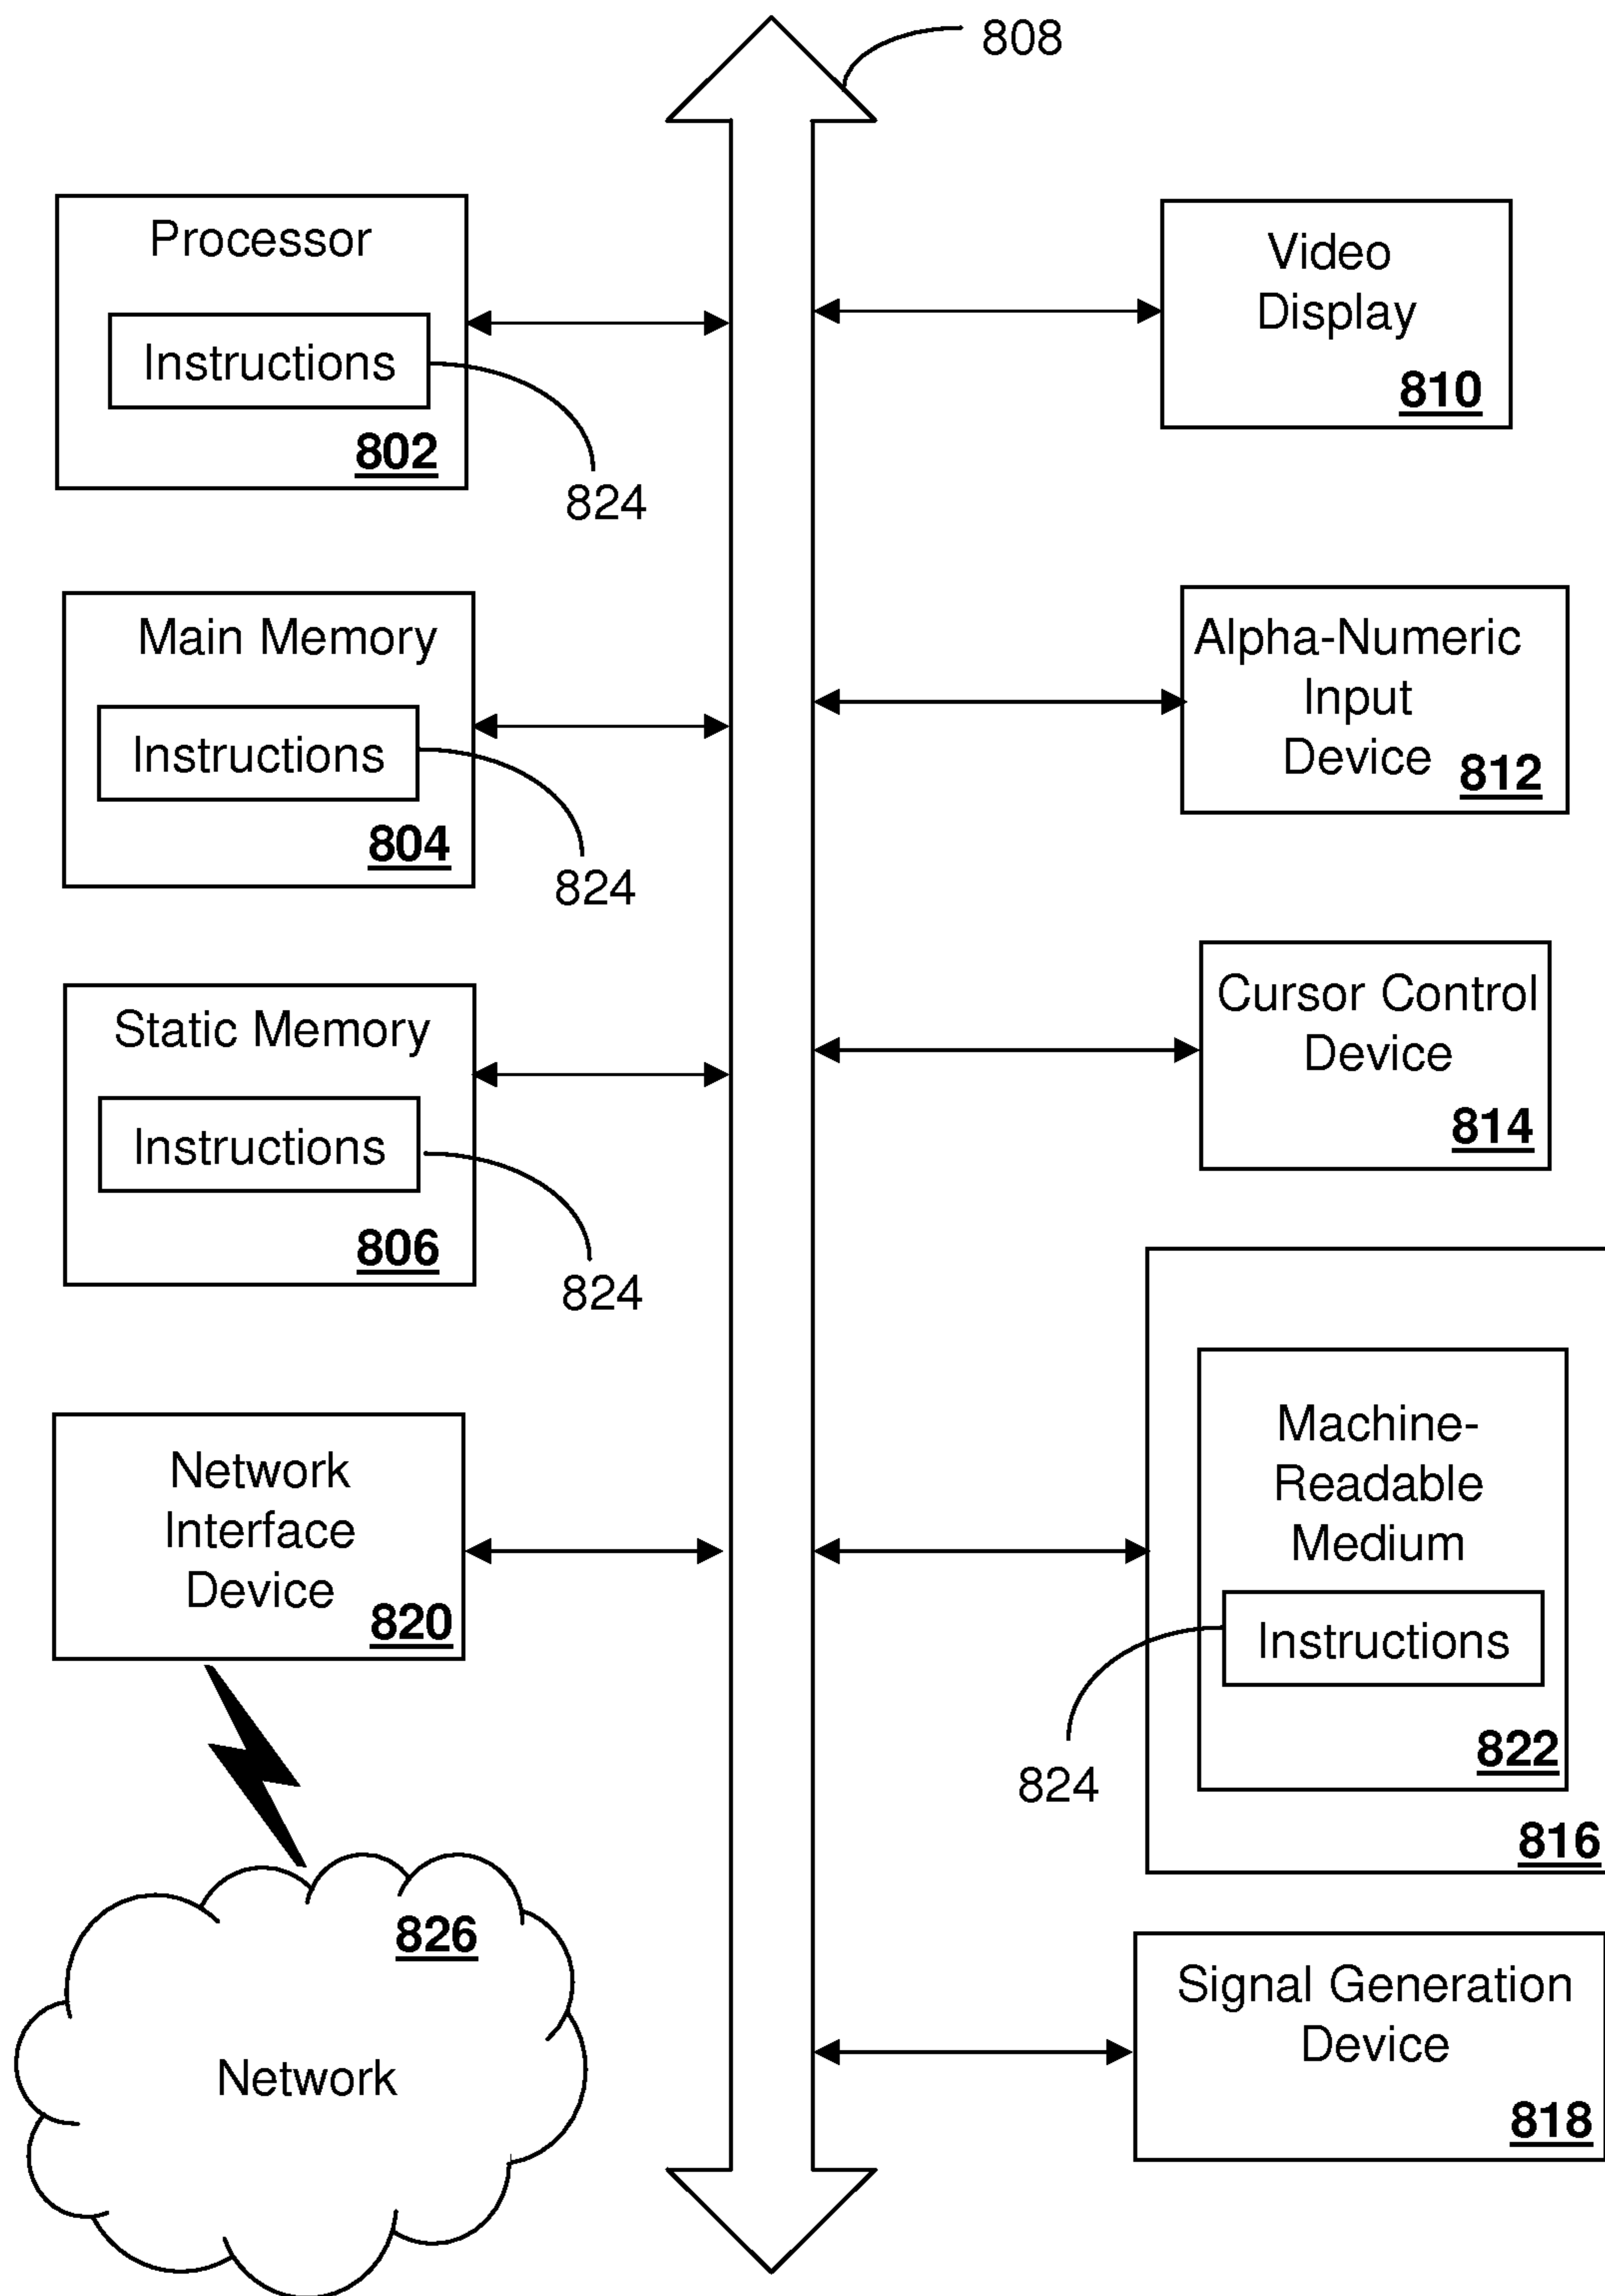 808
Processor
Instructions
802
824
Main Memory
Instructions
804
824
Static Memory
Instructions
806
824
Network
Interface
Device
820
826
Network
Video
Display
810
Alpha-Numeric
Input
Device
812
Cursor Control
Device
814
Machine-
Readable
Medium
Instructions
824
822
816
Signal Generation
Device
818